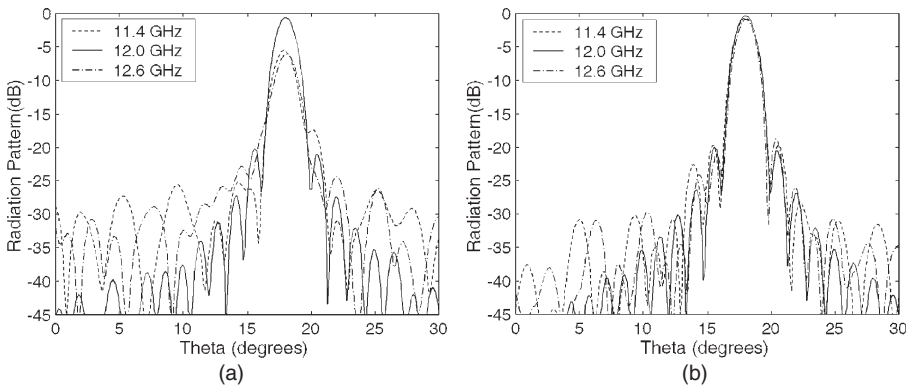 0
-5
-10
-15
-20
-25
-30
-35
-40
-45
Radiation Pattern(dB)
11.4 GHz
12.0 GHz
12.6 GHz
0 5 10 15 20 25 30
Theta (degrees)
(a)
0
-5
-10
-15
-20
-25
-30
-35
-40
-45
Radiation Pattern(dB)
11.4 GHz
12.0 GHz
12.6 GHz
0 5 10 15 20 25 30
Theta (degrees)
(b)